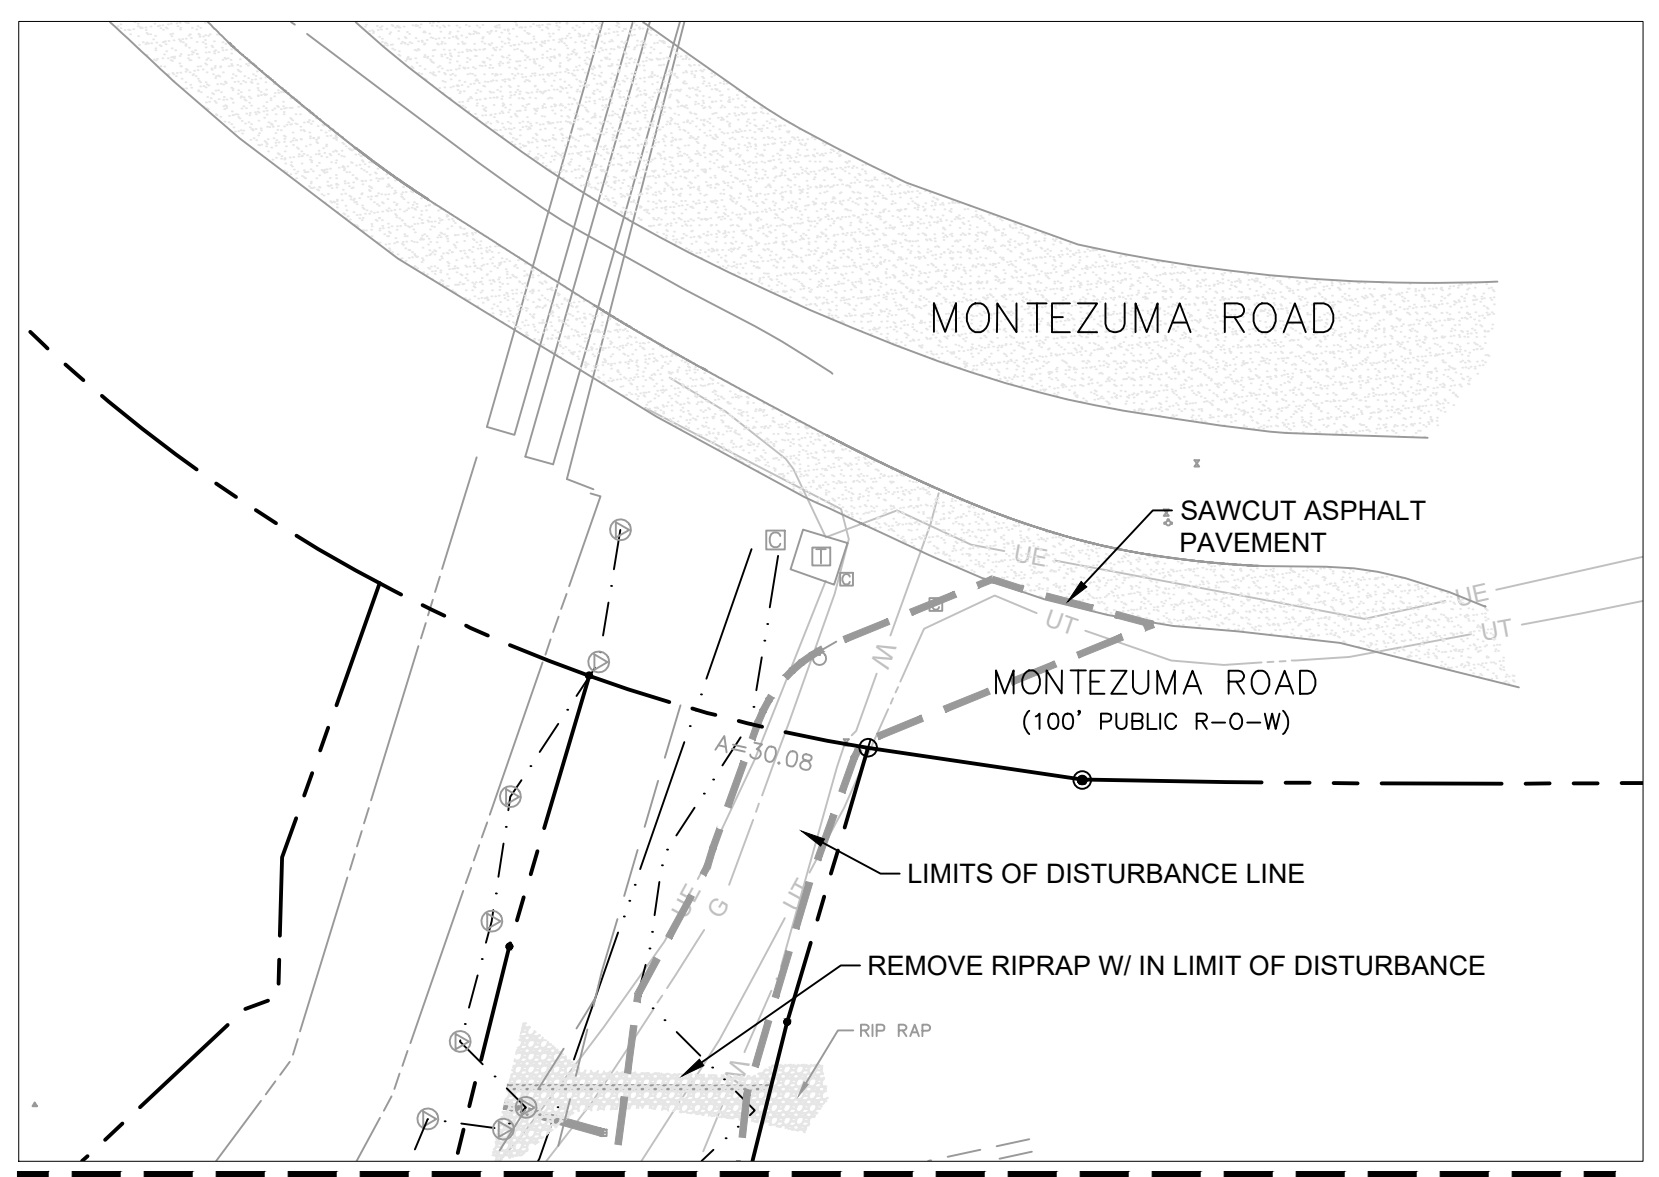 MONTEZUMA ROAD
SAWCUT ASPHALT
PAVEMENT
C
T
C
C
UE
UE
UT
UT
W
MONTEZUMA ROAD
(100' PUBLIC R-O-W)
A=30.08
LIMITS OF DISTURBANCE LINE
UE
G
UT
REMOVE RIPRAP W/ IN LIMIT OF DISTURBANCE
RIP RAP
W